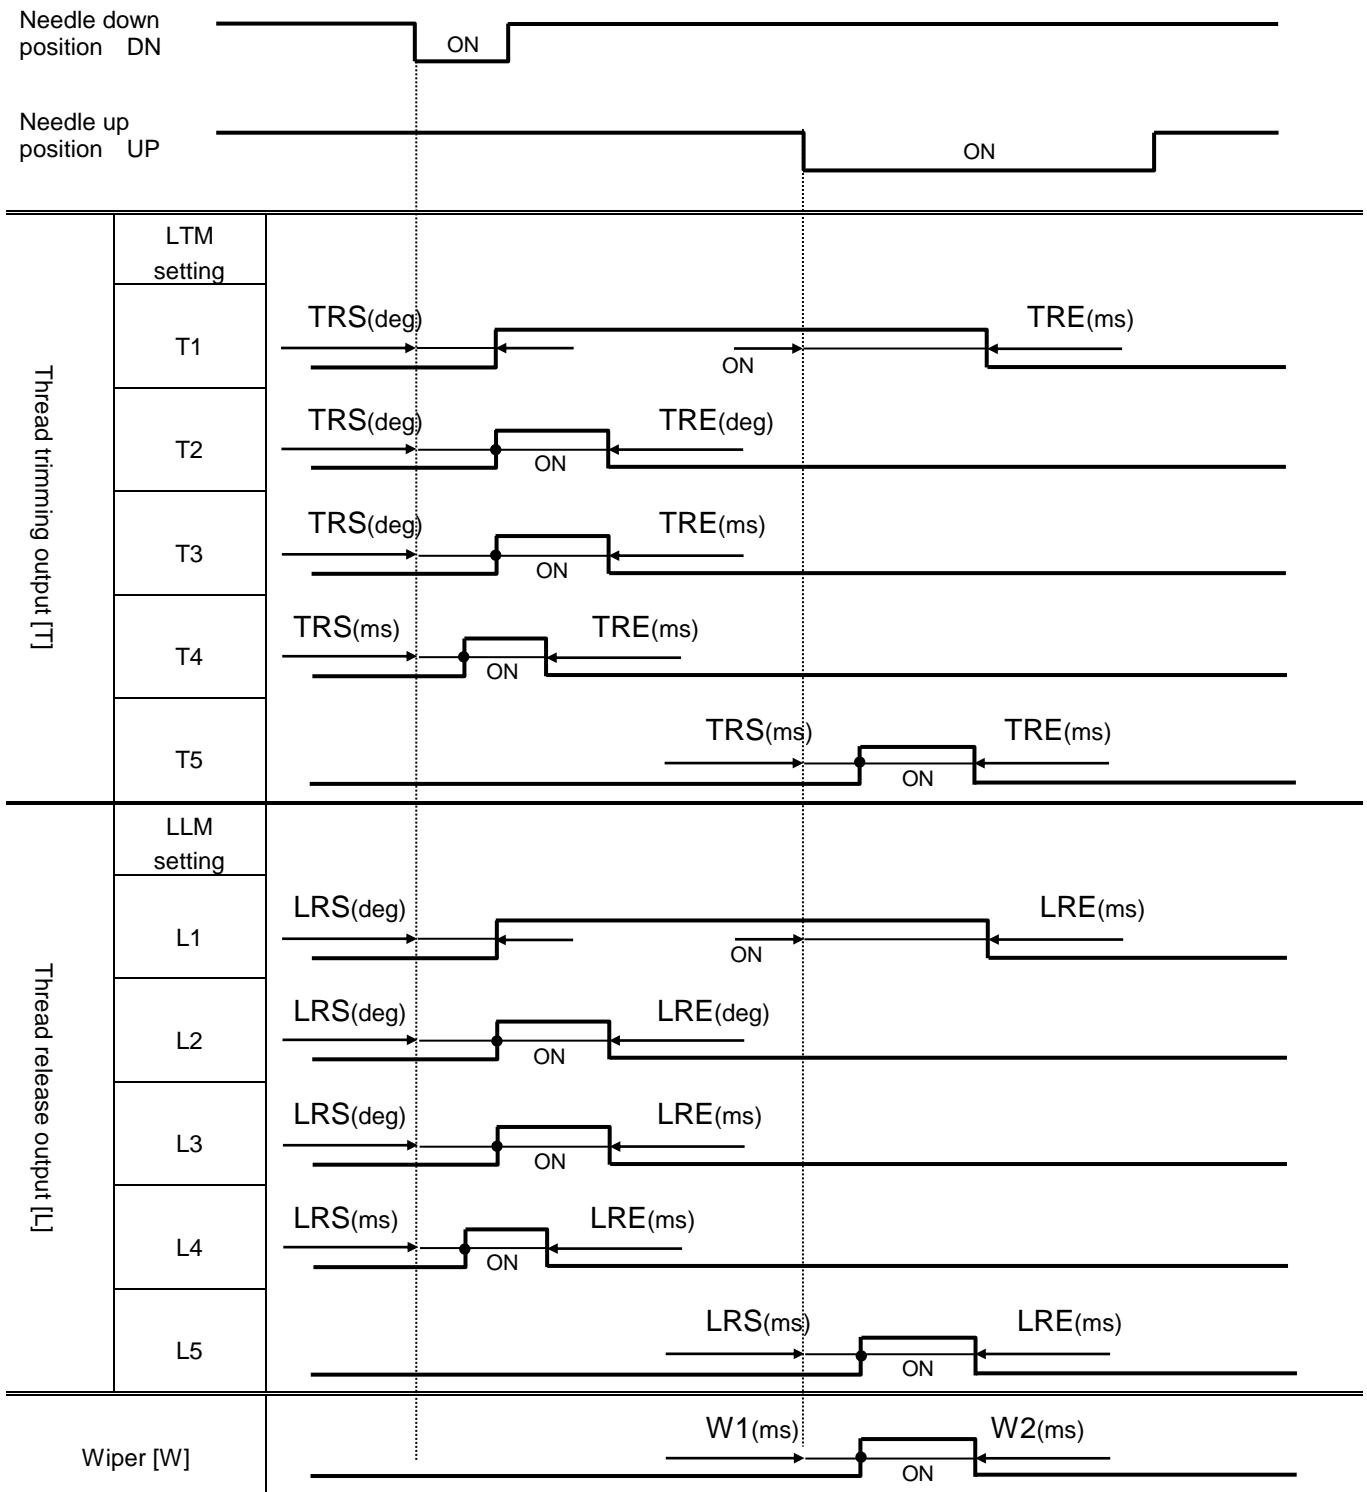 Needle down
position DN
ON
Needle up
position UP
ON
Thread trimming output [T]
LTM
setting
T1
TRS(deg)
ON
TRE(ms)
T2
TRS(deg)
ON
TRE(deg)
T3
TRS(deg)
ON
TRE(ms)
T4
TRS(ms)
ON
TRE(ms)
T5
TRS(ms)
ON
TRE(ms)
Thread release output [L]
LLM
setting
L1
LRS(deg)
ON
LRE(ms)
L2
LRS(deg)
ON
LRE(deg)
L3
LRS(deg)
ON
LRE(ms)
L4
LRS(ms)
ON
LRE(ms)
L5
LRS(ms)
ON
LRE(ms)
Wiper [W]
W1(ms)
ON
W2(ms)